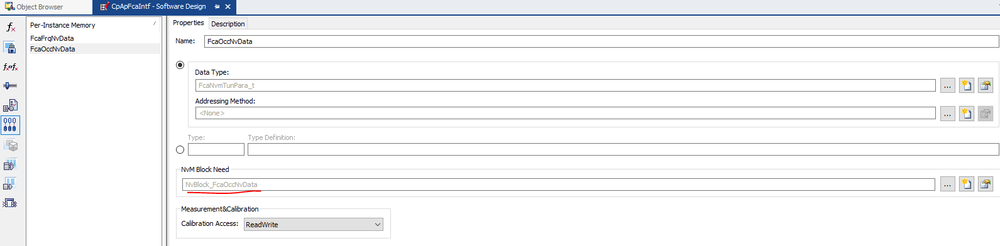 Object Browser
CpApFcaIntf - Software Design
Per-Instance Memory
FcaFrqNvData
FcaOccNvData
Properties
Description
Name:
FcaOccNvData
Data Type:
FcaNvmTunPara_t
...
Addressing Method:
<None>
...
Type:
Type Definition:
NvM Block Need
NvBlock_FcaOccNvData
...
Measurement&Calibration
Calibration Access:
ReadWrite